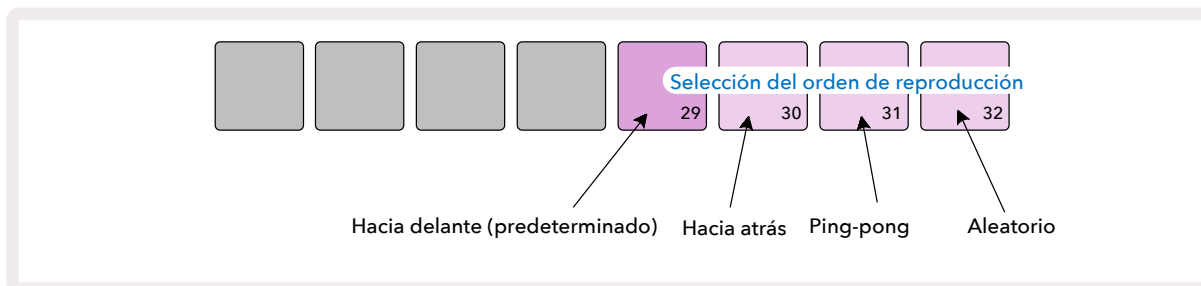 Selección del orden de reproducción
29 30 31 32
Hacia delante (predeterminado) Hacia atrás Ping-pong Aleatorio